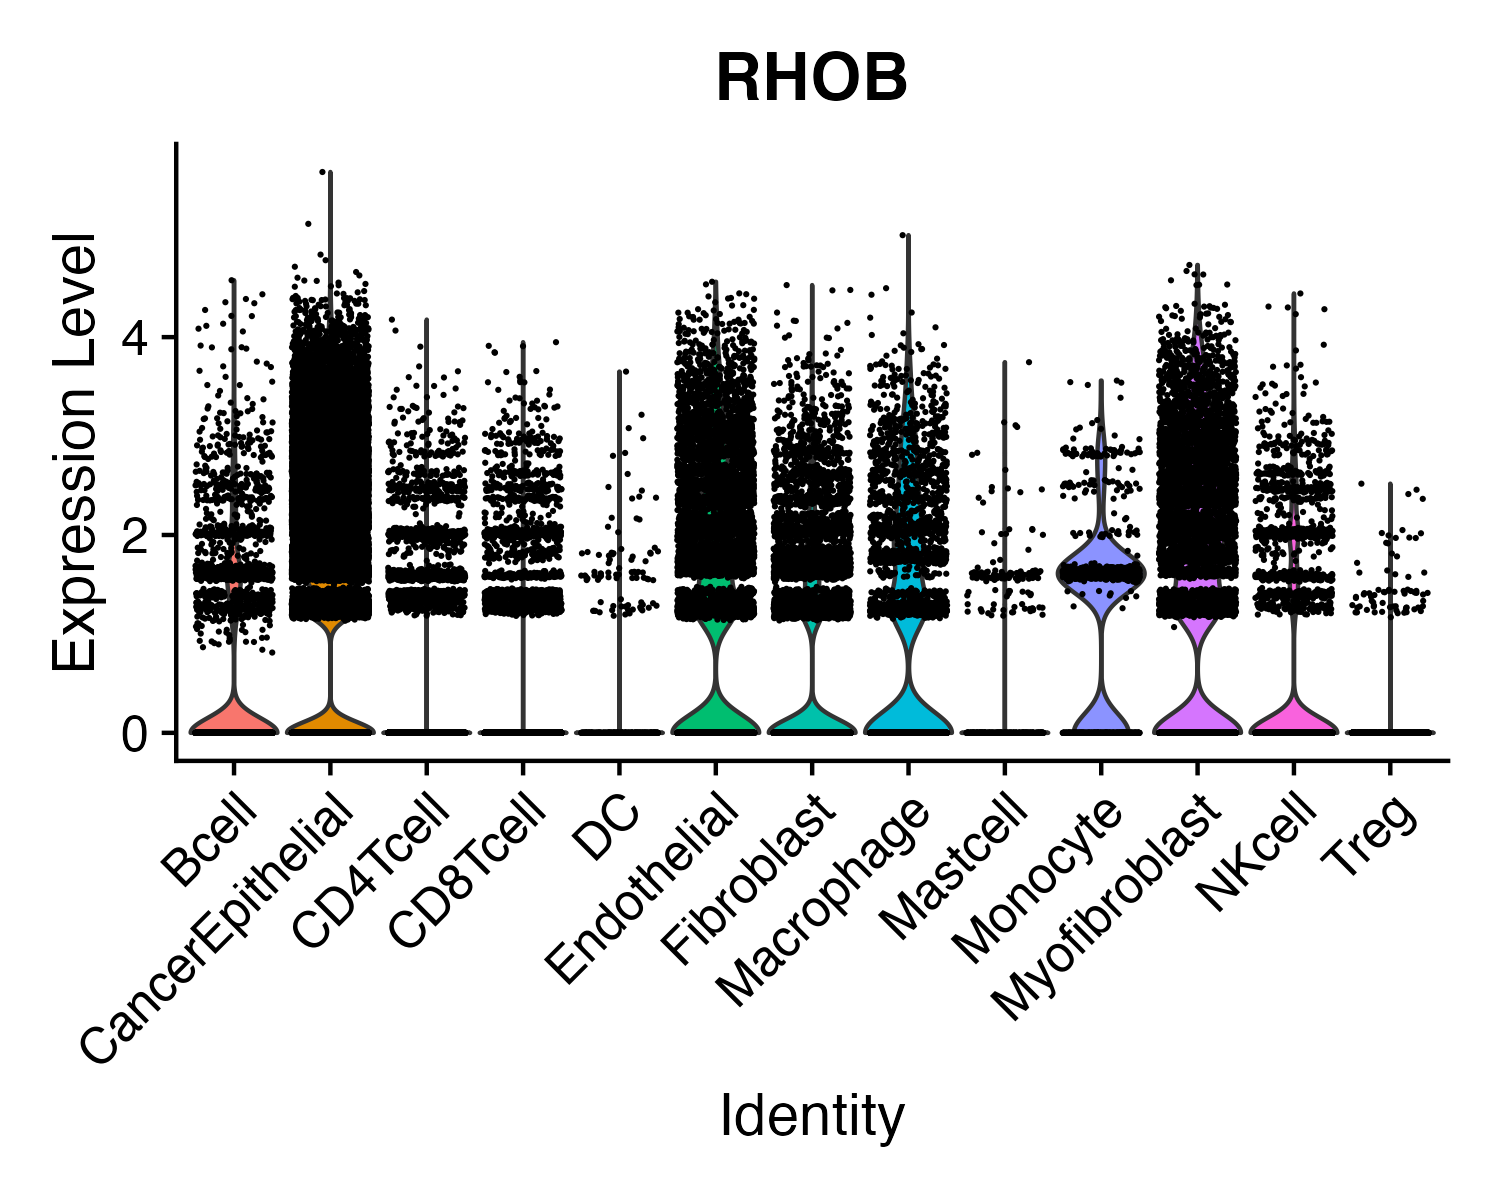 RHOB
Expression Level
4
2
0
Bcell
CancerEpithelial
CD4Tcell
CD8Tcell
DC
Endothelial
Fibroblast
Macrophage
Mastcell
Monocyte
Myofibroblast
NKcell
Treg
Identity